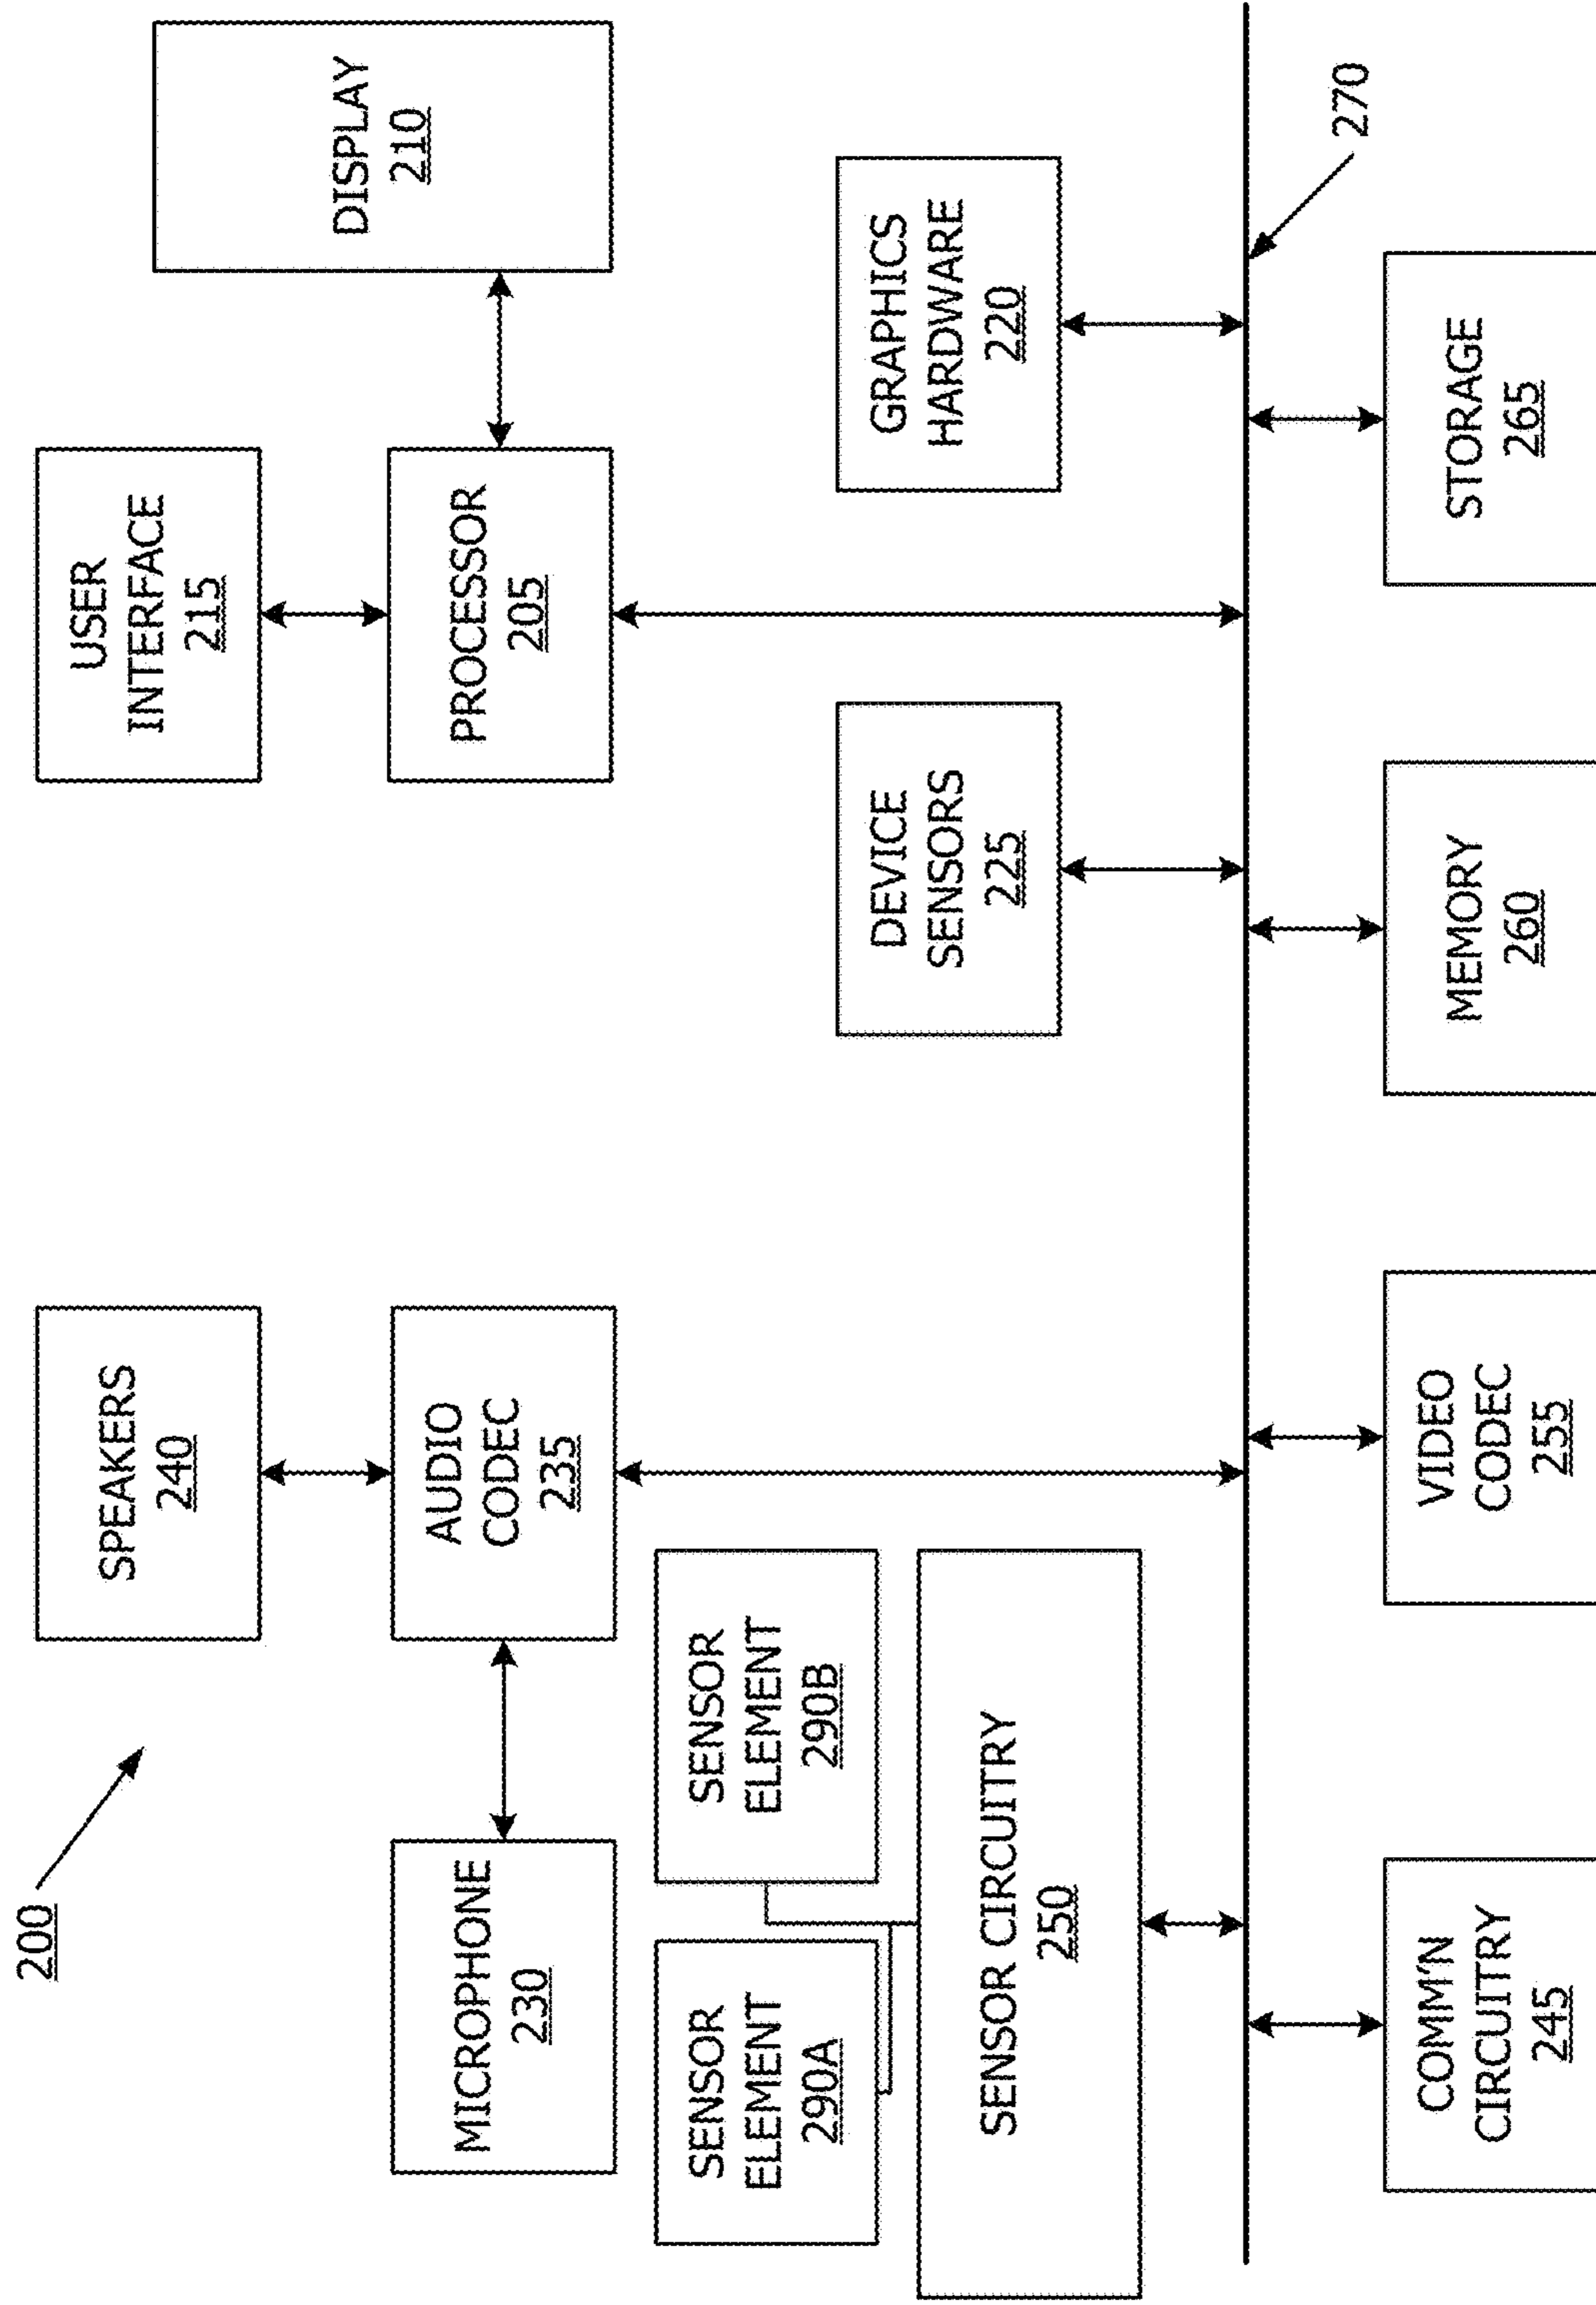 200
SPEAKERS
240
USER
INTERFACE
215
DISPLAY
210
MICROPHONE
230
AUDIO
CODEC
235
PROCESSOR
205
SENSOR
ELEMENT
290A
SENSOR
ELEMENT
290B
SENSOR CIRCUITRY
250
DEVICE
SENSORS
225
GRAPHICS
HARDWARE
220
270
COMM'N
CIRCUITRY
245
VIDEO
CODEC
255
MEMORY
260
STORAGE
265